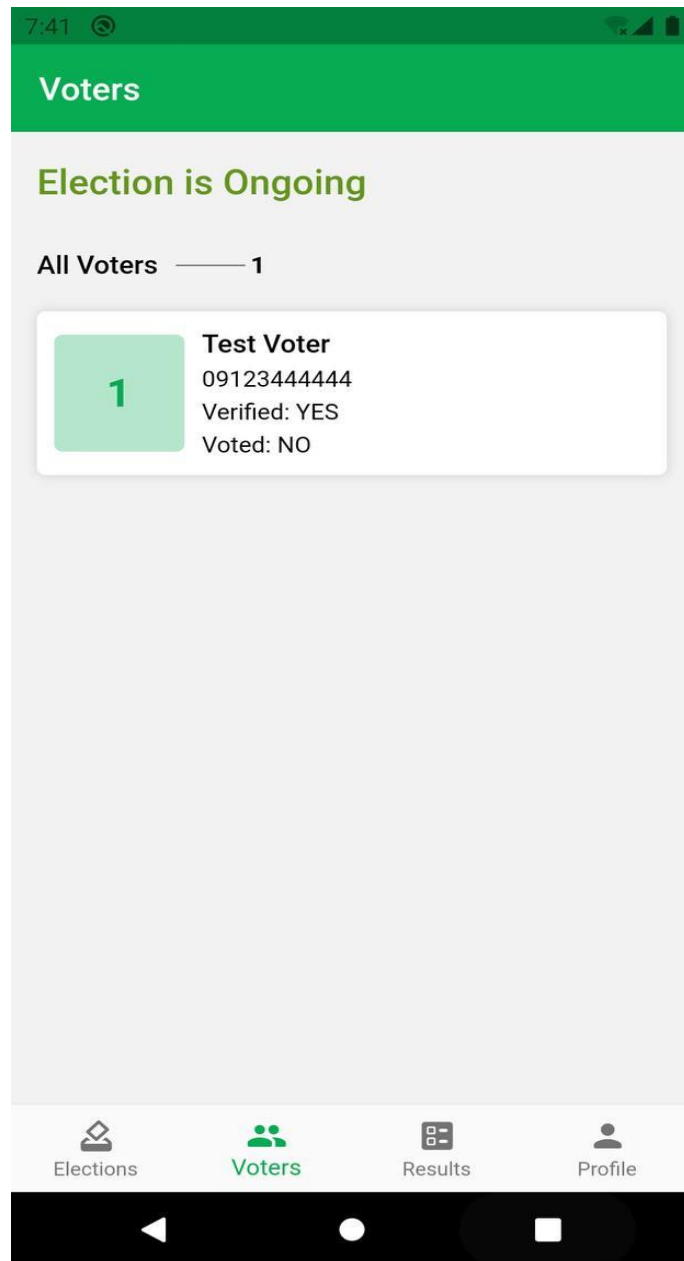 7:41
Voters
Election is Ongoing
All Voters 1
1
Test Voter
09123444444
Verified: YES
Voted: NO
Elections
Voters
Results
Profile